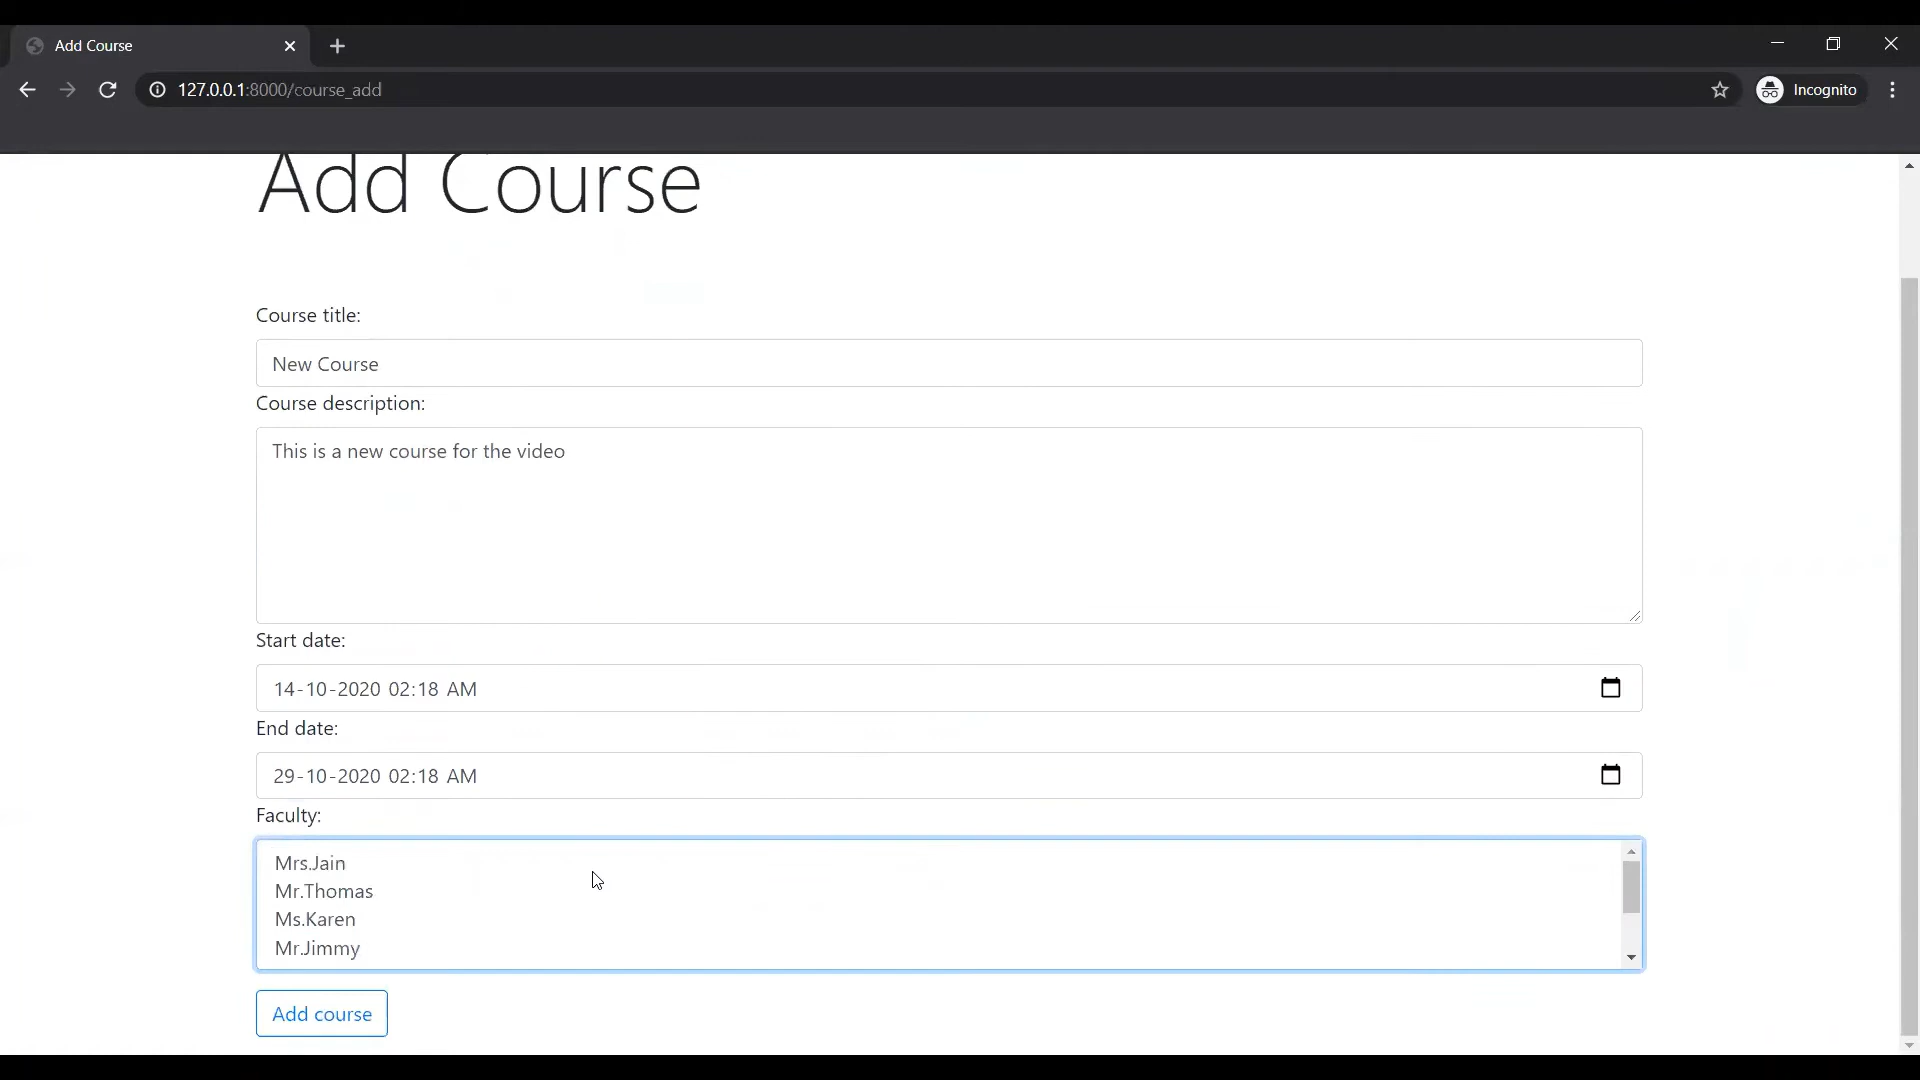 Add Course
127.0.0.1:8000/course_add
Incognito
Add Course
Course title:
New Course
Course description:
This is a new course for the video
Start date:
14-10-2020 02:18 AM
End date:
29-10-2020 02:18 AM
Faculty:
Mrs.Jain
Mr.Thomas
Ms.Karen
Mr.Jimmy
Add course